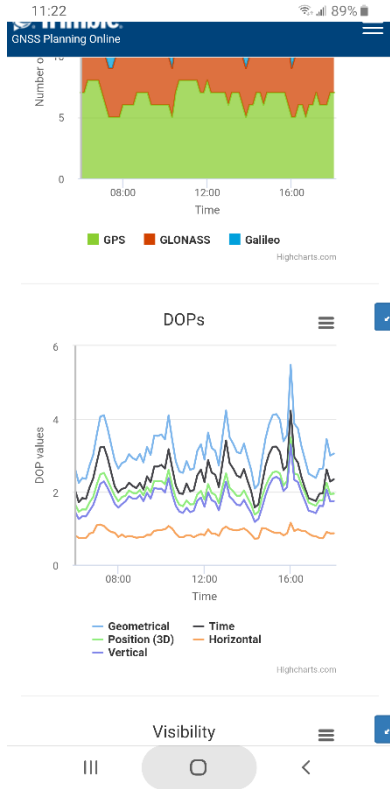 11:22
89%
Trimble.
GNSS Planning Online
Number o
5
0
08:00 12:00 16:00
Time
GPS GLONASS Galileo
Highcharts.com
DOPs
6
4
2
0
DOP values
08:00 12:00 16:00
Time
Geometrical Time
Position (3D) Horizontal
Vertical
Highcharts.com
Visibility